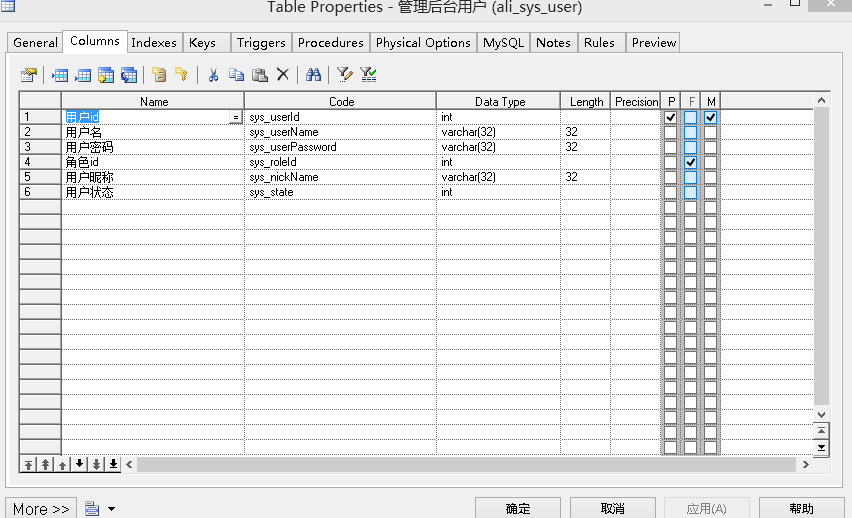 Table Properties - 管理后台用户 (ali_sys_user)
General Columns Indexes Keys Triggers Procedures Physical Options MySQL Notes Rules Preview
Name Code Data Type Length Precision P F M
1 用户id = sys_userId int
2 用户名 sys_userName varchar(32) 32
3 用户密码 sys_userPassword varchar(32) 32
4 角色id sys_roleId int
5 用户昵称 sys_nickName varchar(32) 32
6 用户状态 sys_state int
More >> 确定 取消 应用(A) 帮助